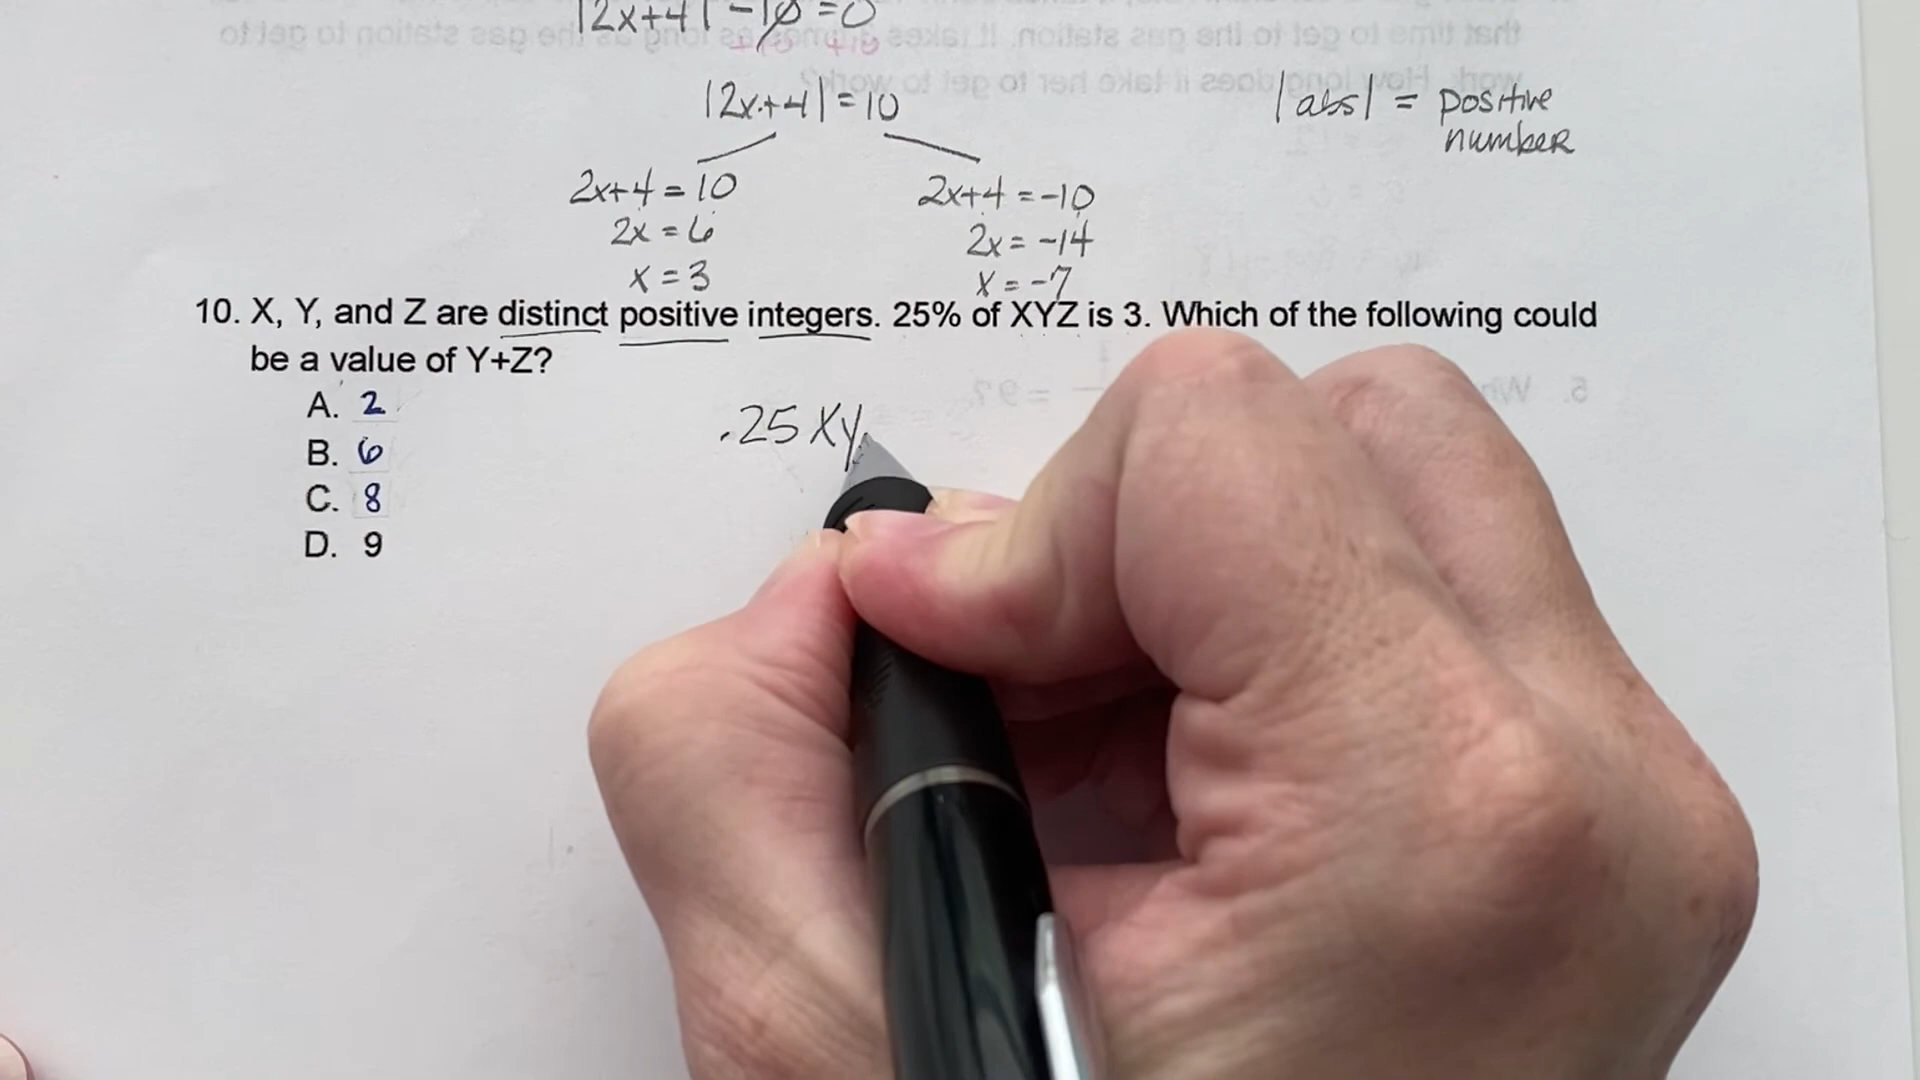 |2x+4| -10 =0
+10 +10
|2x+4| = 10
|abs| = positive
number
2x+4 = 10
2x = 6
x = 3
2x+4 = -10
2x = -14
x = -7
10. X, Y, and Z are distinct positive integers. 25% of XYZ is 3. Which of the following could
be a value of Y+Z?
A. 2
B. 6
C. 8
D. 9
.25 XY